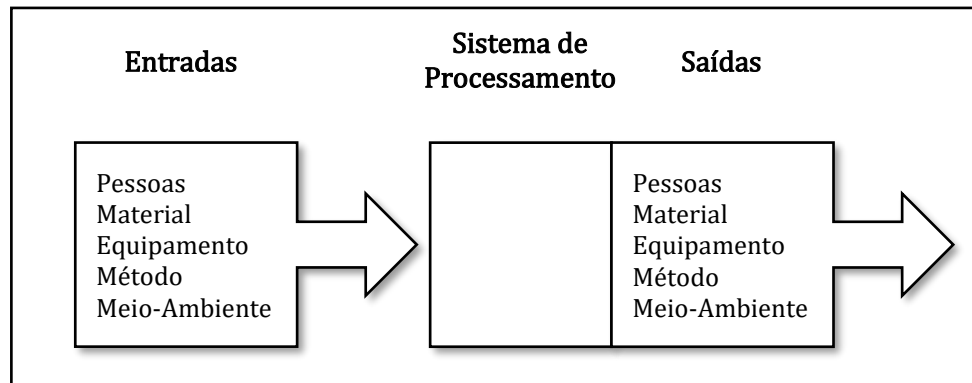 Entradas
Sistema de
Processamento
Saídas
Pessoas
Material
Equipamento
Método
Meio-Ambiente
Pessoas
Material
Equipamento
Método
Meio-Ambiente